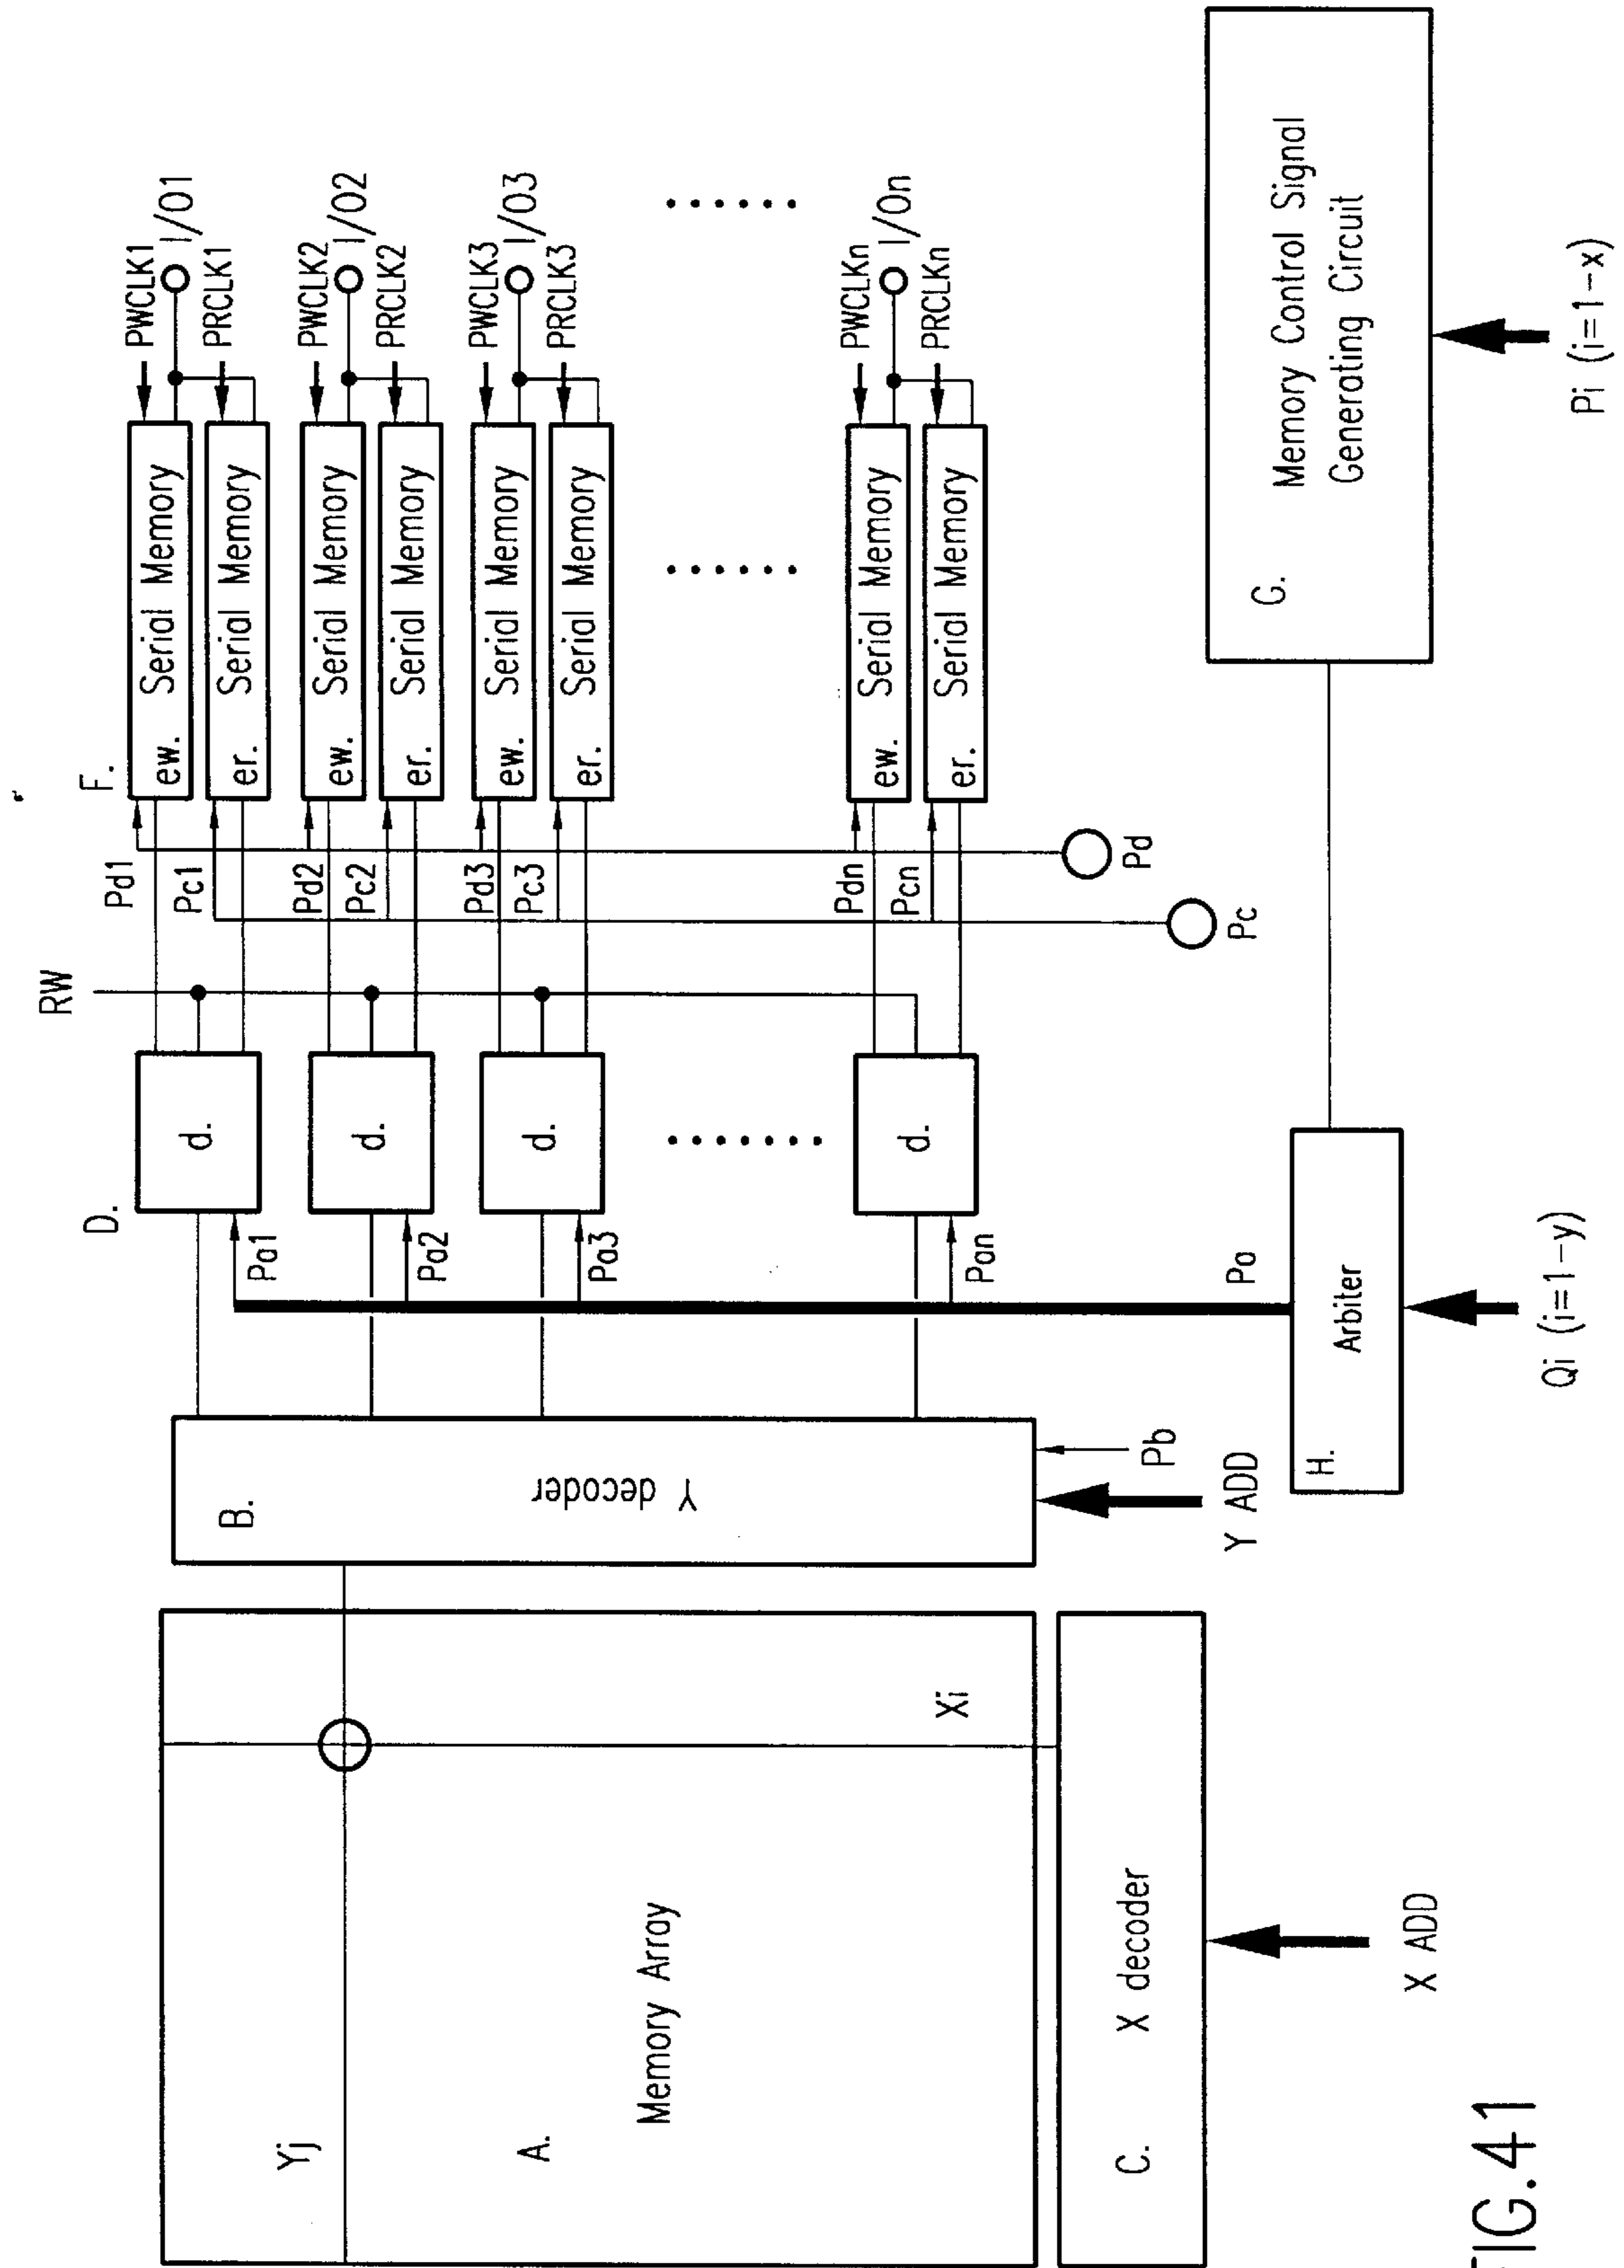 RW
D.
F.
Pd1
Pc1
Pd2
Pc2
Pd3
Pc3
Pdn
Pcn
PWCLK1
I/O1
PRCLK1
PWCLK2
I/O2
PRCLK2
PWCLK3
I/O3
PRCLK3
PWCLKn
I/On
PRCLKn
ew. Serial Memory
er. Serial Memory
ew. Serial Memory
er. Serial Memory
ew. Serial Memory
er. Serial Memory
ew. Serial Memory
er. Serial Memory
d.
d.
d.
d.
Pa1
Pa2
Pa3
Pan
Pa
Pd
Pc
B.
Y decoder
Pb
Y ADD
Yj
A.
Memory Array
Xi
C. X decoder
X ADD
H. Arbiter
Qi (i=1-y)
G. Memory Control Signal
Generating Circuit
Pi (i=1-x)
FIG.41